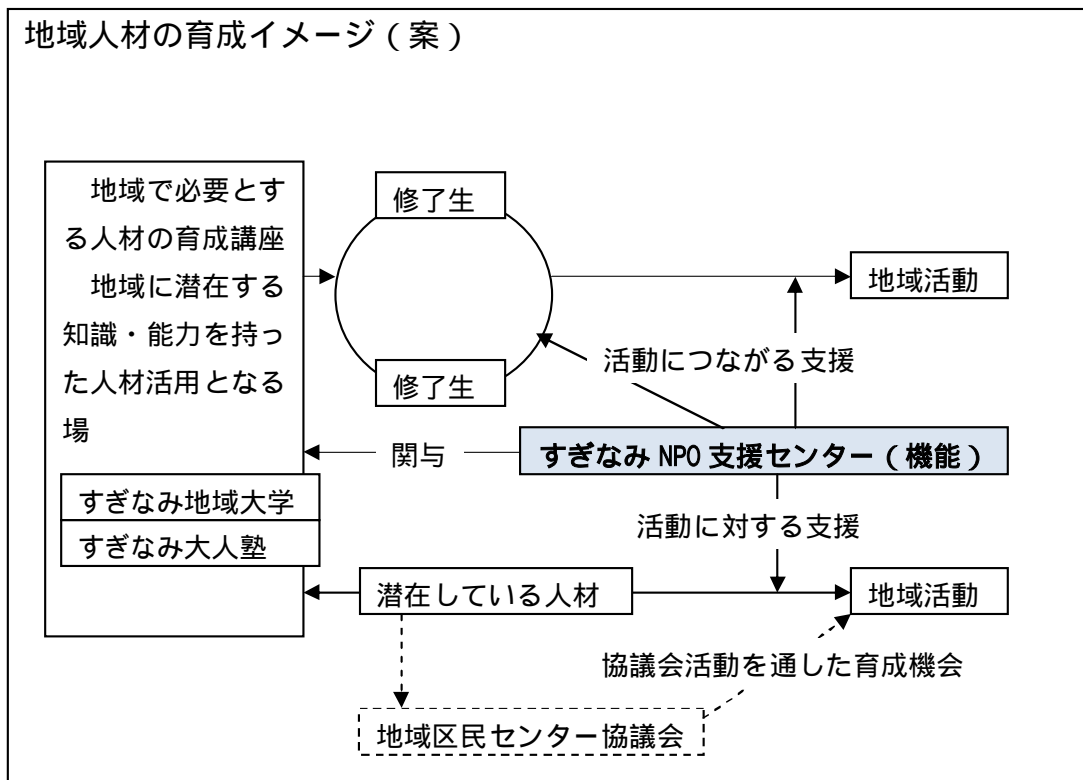 地域人材の育成イメージ（案）
地域で必要とす
る人材の育成講座
地域に潜在する
知識・能力を持っ
た人材活用となる
場
すぎなみ地域大学
すぎなみ大人塾
修了生
修了生
地域活動
活動につながる支援
関与
すぎなみ NPO 支援センター（機能）
活動に対する支援
潜在している人材
地域活動
協議会活動を通した育成機会
地域区民センター協議会